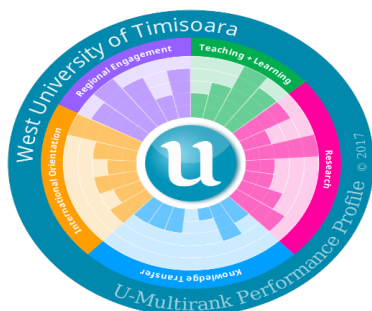 West University of Timisoara
Teaching + Learning
Research
Knowledge Transfer
International Orientation
Regional Engagement
u
U-Multirank Performance Profile © 2017